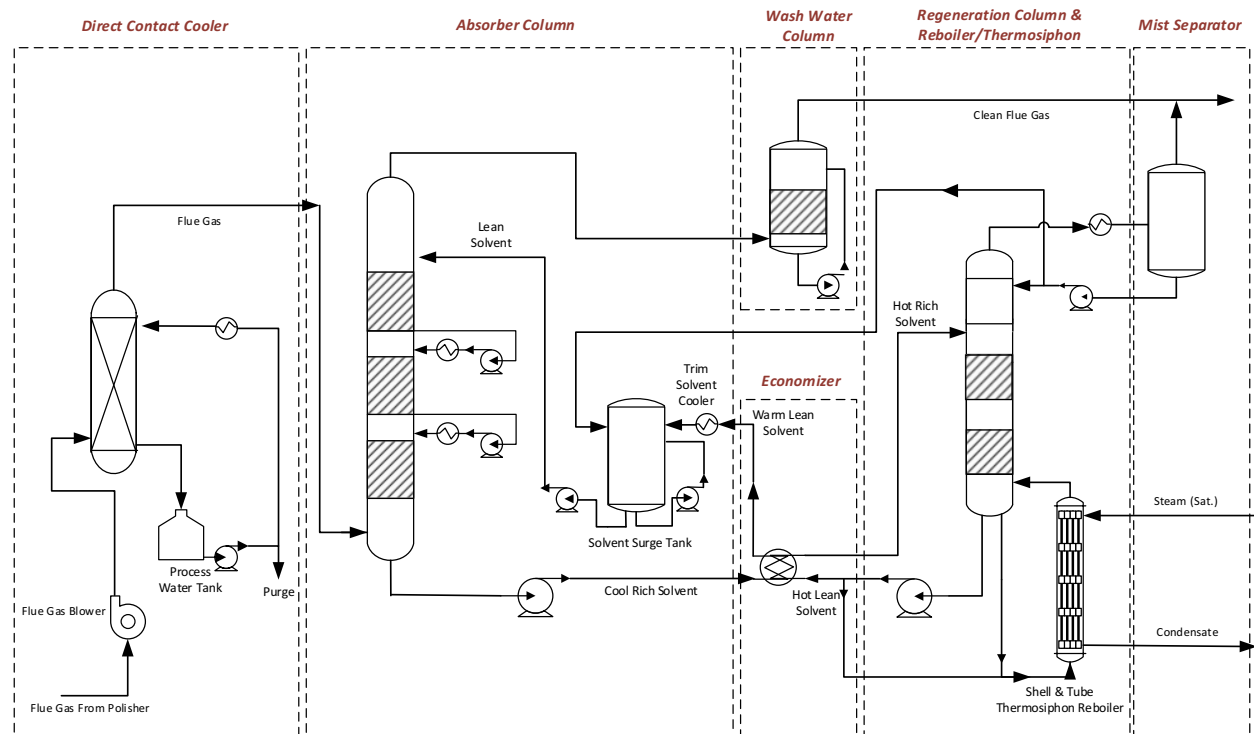 Direct Contact Cooler
Absorber Column
Wash Water
Column
Regeneration Column &
Reboiler/Thermosiphon
Mist Separator
Clean Flue Gas
Flue Gas
Lean
Solvent
Hot Rich
Solvent
Trim
Solvent
Cooler
Economizer
Warm Lean
Solvent
Steam (Sat.)
Solvent Surge Tank
Process
Water Tank
Purge
Cool Rich Solvent
Hot Lean
Solvent
Flue Gas Blower
Condensate
Shell & Tube
Thermosiphon Reboiler
Flue Gas From Polisher